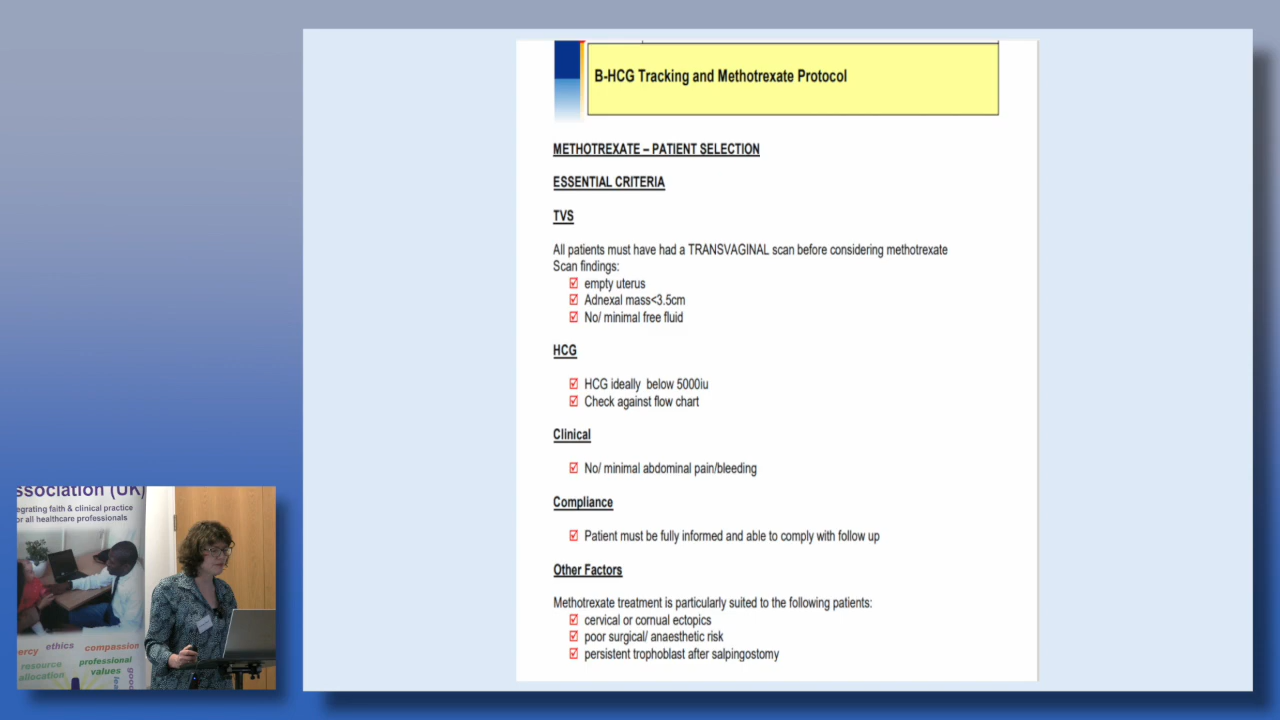 B-HCG Tracking and Methotrexate Protocol
METHOTREXATE – PATIENT SELECTION
ESSENTIAL CRITERIA
TVS
All patients must have had a TRANSVAGINAL scan before considering methotrexate
Scan findings:
☑ empty uterus
☑ Adnexal mass<3.5cm
☑ No/ minimal free fluid
HCG
☑ HCG ideally below 5000iu
☑ Check against flow chart
Clinical
☑ No/ minimal abdominal pain/bleeding
Compliance
☑ Patient must be fully informed and able to comply with follow up
Other Factors
Methotrexate treatment is particularly suited to the following patients:
☑ cervical or cornual ectopics
☑ poor surgical/ anaesthetic risk
☑ persistent trophoblast after salpingostomy
ssociation (UK)
egrating faith & clinical practice
or all healthcare professionals
ercy ethics compassion
resource professional
allocation values